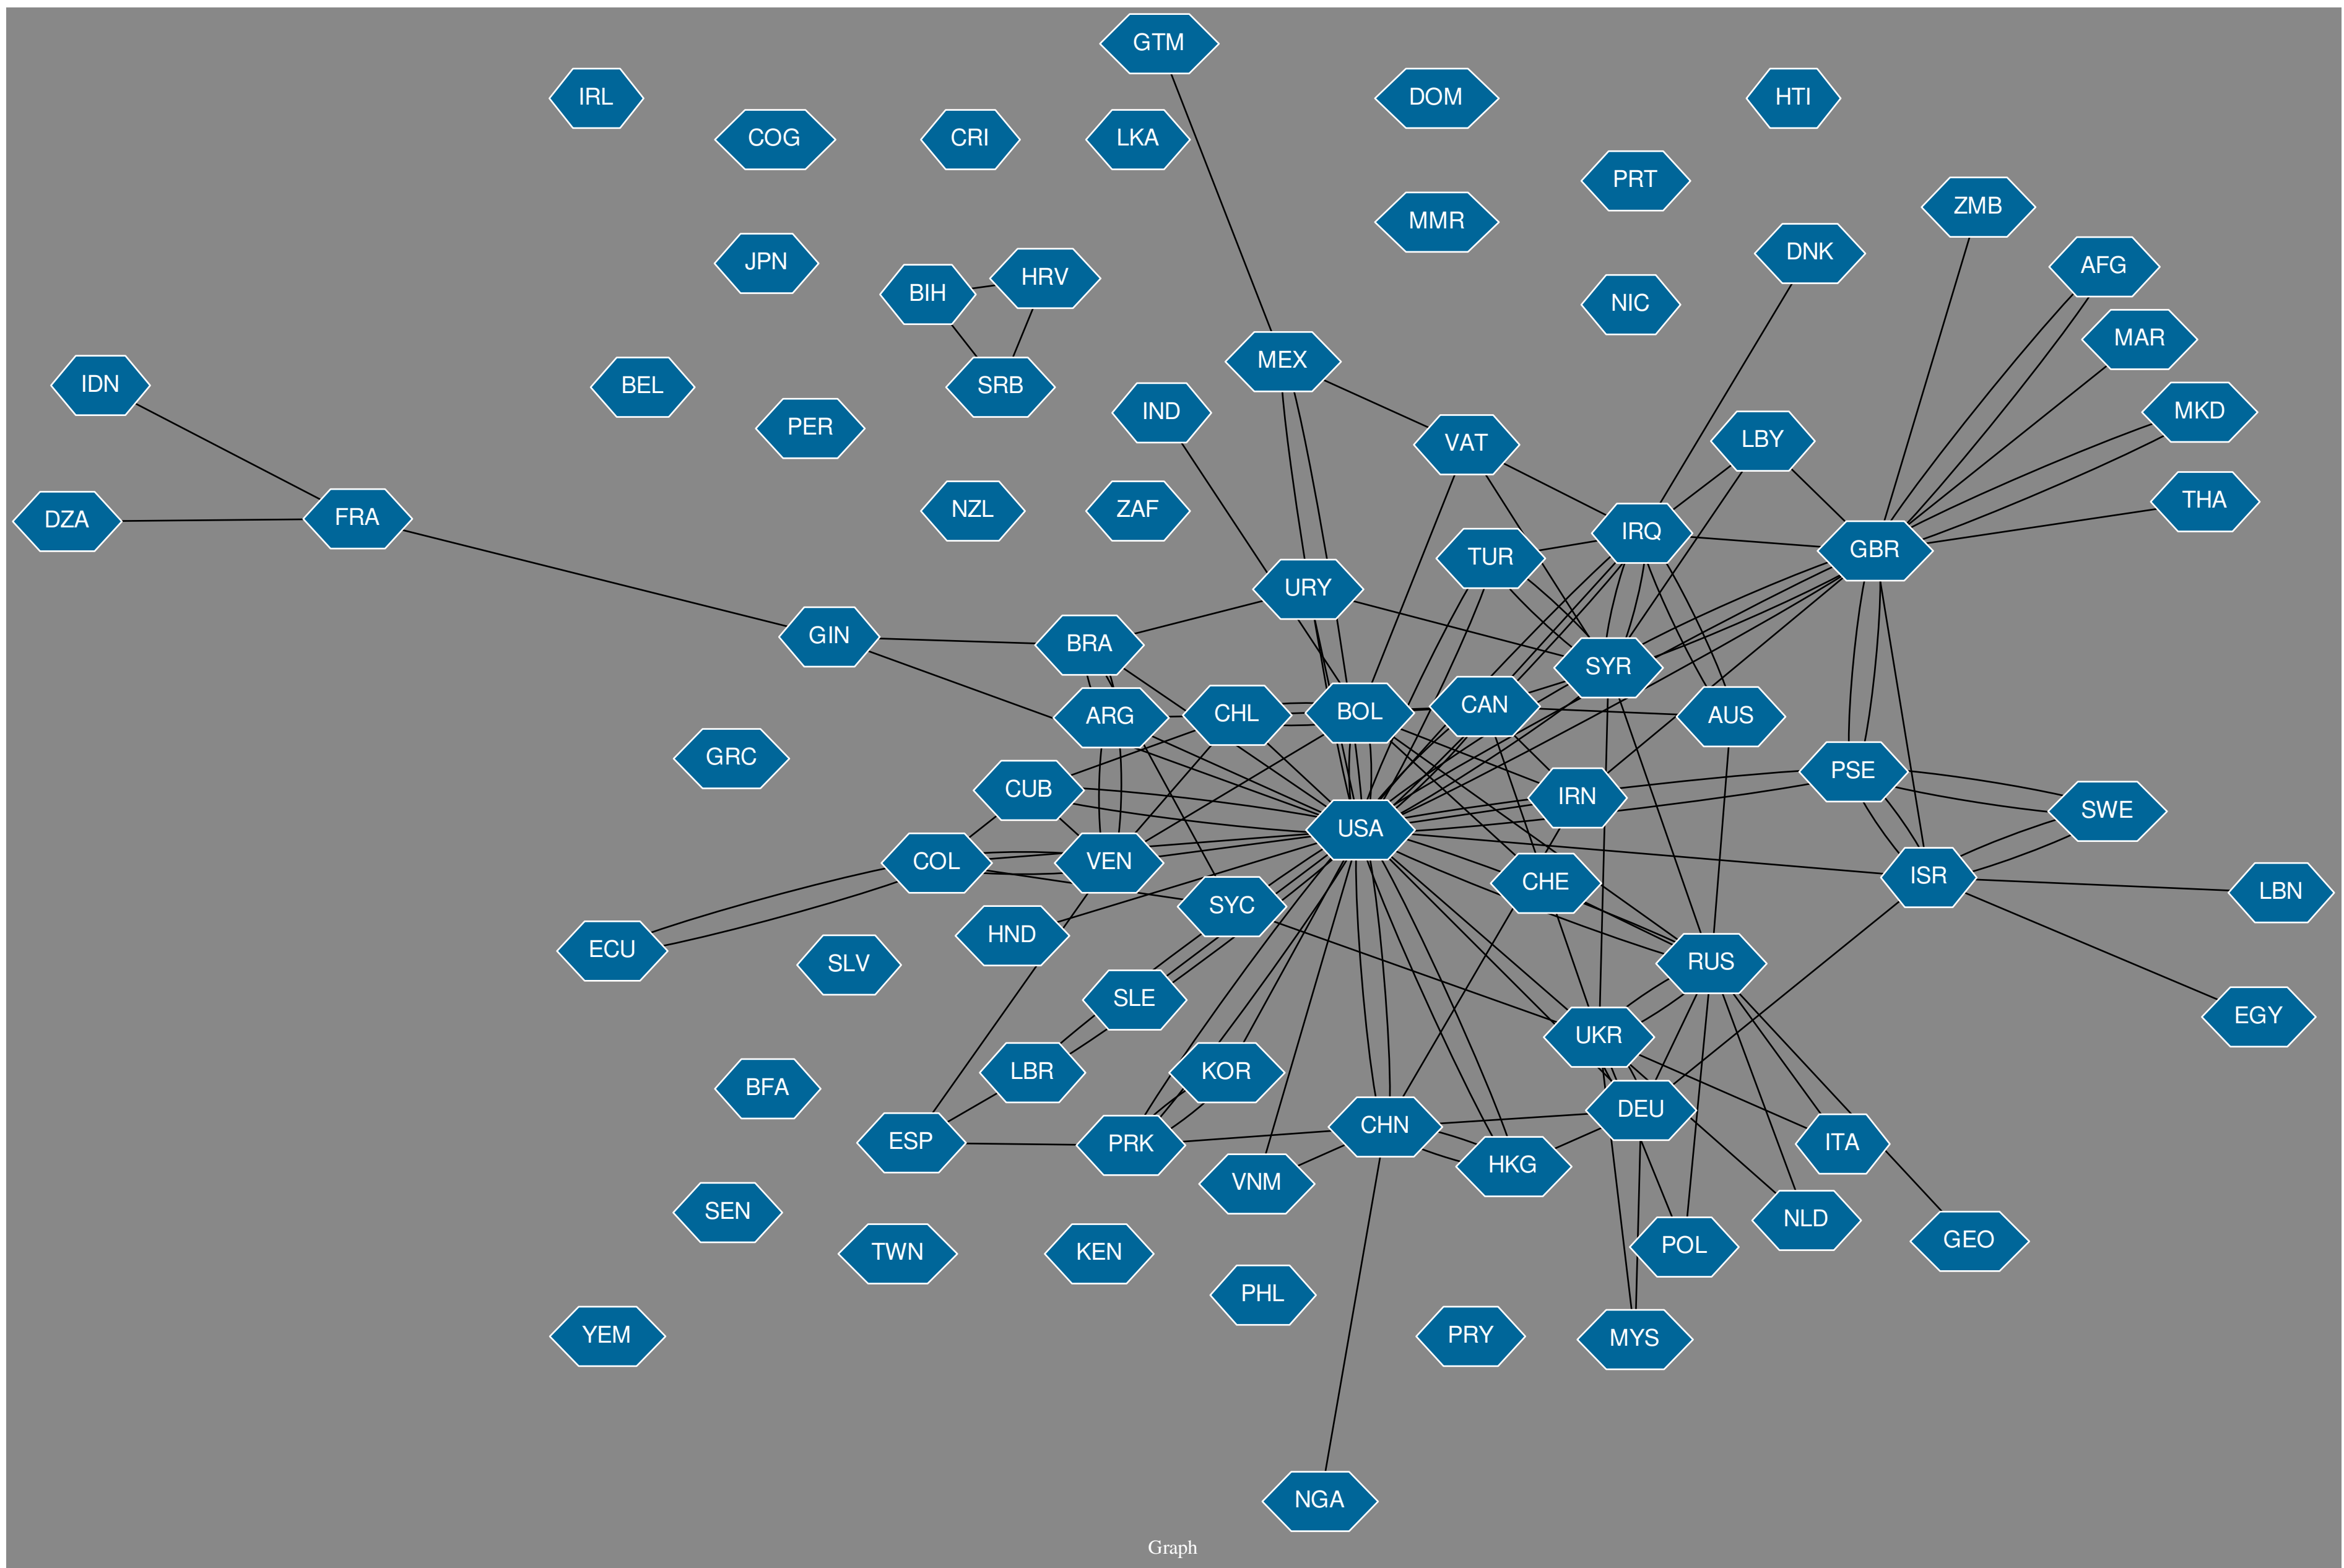 GTM
IRL
DOM
HTI
COG
CRI
LKA
PRT
ZMB
MMR
DNK
JPN
AFG
HRV
BIH
NIC
MAR
MEX
IDN
BEL
SRB
MKD
IND
PER
LBY
VAT
THA
NZL
ZAF
FRA
DZA
IRQ
GBR
TUR
URY
GIN
BRA
SYR
CAN
BOL
CHL
AUS
ARG
GRC
PSE
CUB
IRN
SWE
USA
COL
VEN
ISR
CHE
LBN
SYC
HND
ECU
RUS
SLV
SLE
EGY
UKR
LBR
KOR
BFA
DEU
CHN
ESP
ITA
PRK
HKG
VNM
SEN
NLD
GEO
POL
TWN
KEN
PHL
YEM
PRY
MYS
NGA
Graph